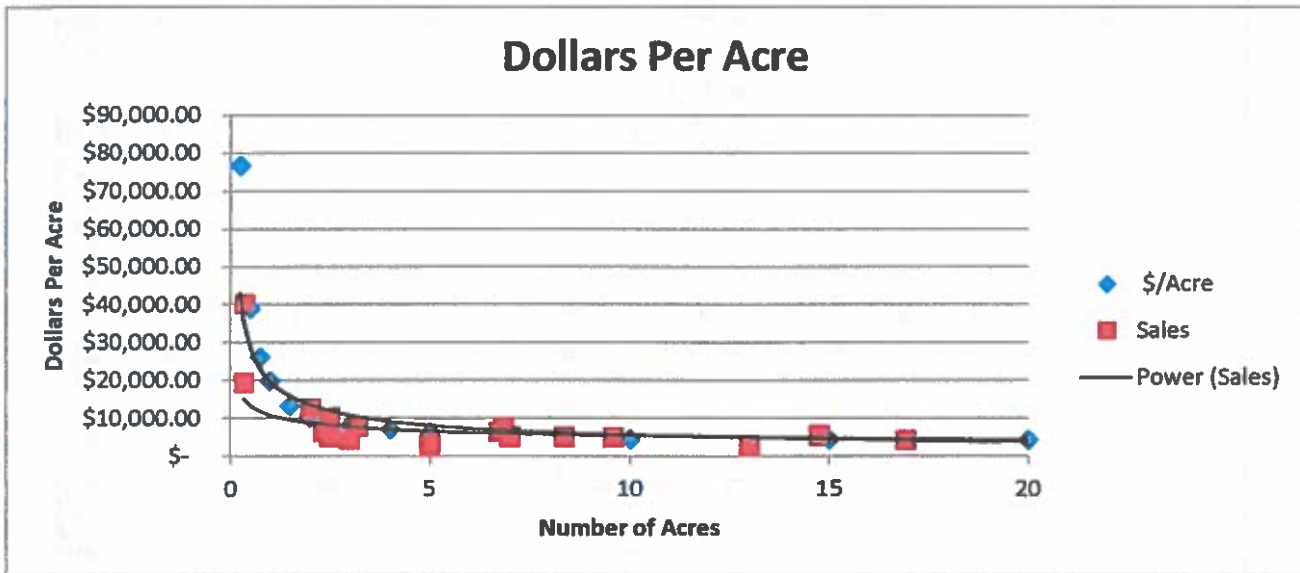 Dollars Per Acre
$90,000.00
$80,000.00
$70,000.00
$60,000.00
$50,000.00
$40,000.00
$30,000.00
$20,000.00
$10,000.00
$-
Dollars Per Acre
0 5 10 15 20
Number of Acres
$/Acre
Sales
Power (Sales)